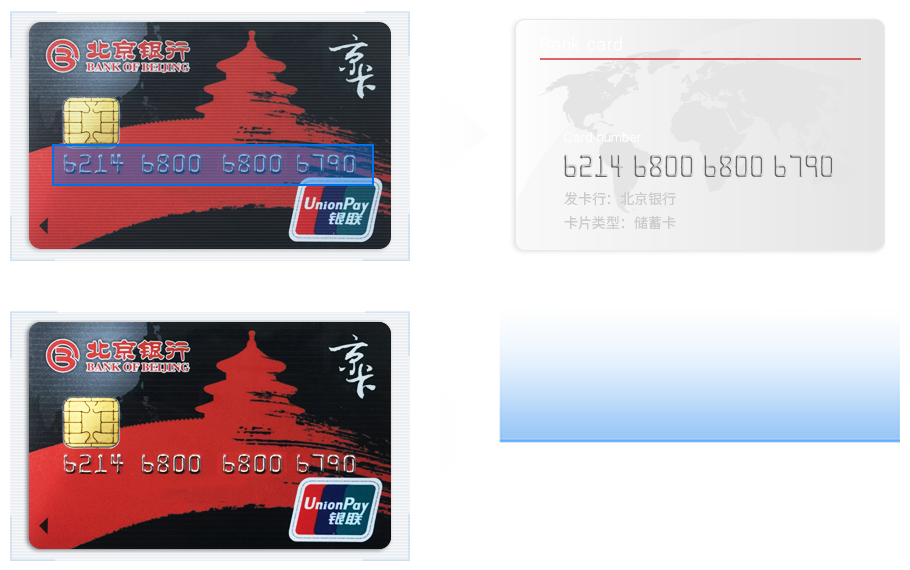 北京银行
BANK OF BEIJING
京卡
6214 6800 6800 6790
UnionPay
银联
Bank card
Card number
6214 6800 6800 6790
发卡行：北京银行
卡片类型：储蓄卡
北京银行
BANK OF BEIJING
京卡
6214 6800 6800 6790
UnionPay
银联